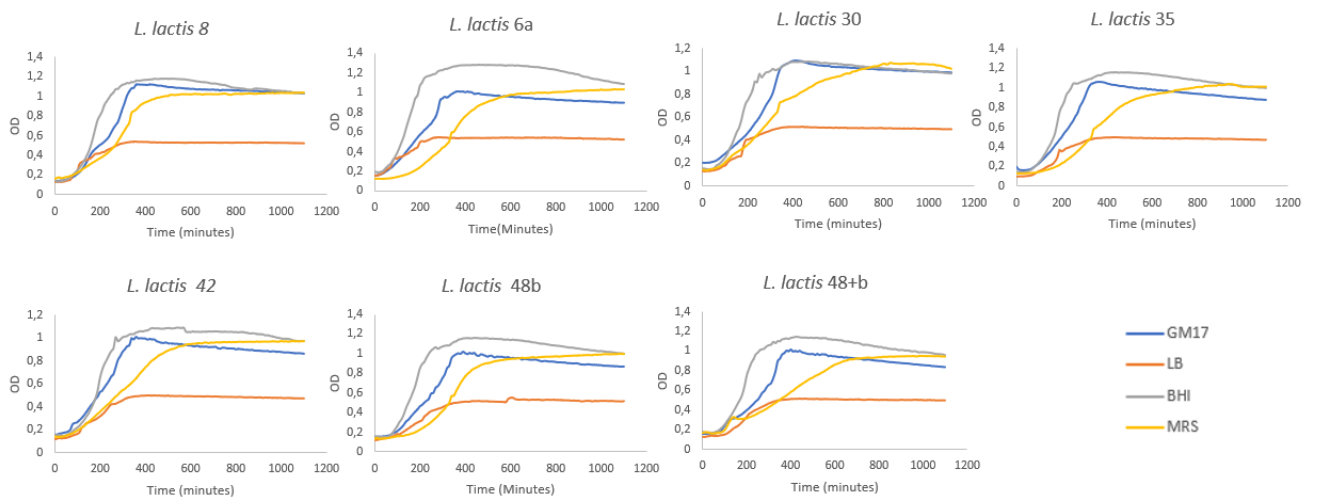 L. lactis 8
1,4
1,2
1
0,8
0,6
0,4
0,2
0
OD
0 200 400 600 800 1000 1200
Time (minutes)
L. lactis 6a
1,4
1,2
1
0,8
0,6
0,4
0,2
0
OD
0 200 400 600 800 1000 1200
Time(Minutes)
L. lactis 30
1,2
1
0,8
0,6
0,4
0,2
0
OD
0 200 400 600 800 1000 1200
Time (minutes)
L. lactis 35
1,4
1,2
1
0,8
0,6
0,4
0,2
0
OD
0 200 400 600 800 1000 1200
Time (minutes)
L. lactis 42
1,2
1
0,8
0,6
0,4
0,2
0
OD
0 200 400 600 800 1000 1200
Time (minutes)
L. lactis 48b
1,4
1,2
1
0,8
0,6
0,4
0,2
0
OD
0 200 400 600 800 1000 1200
Time (Minutes)
L. lactis 48+b
1,4
1,2
1
0,8
0,6
0,4
0,2
0
OD
0 200 400 600 800 1000 1200
Time (minutes)
GM17
LB
BHI
MRS